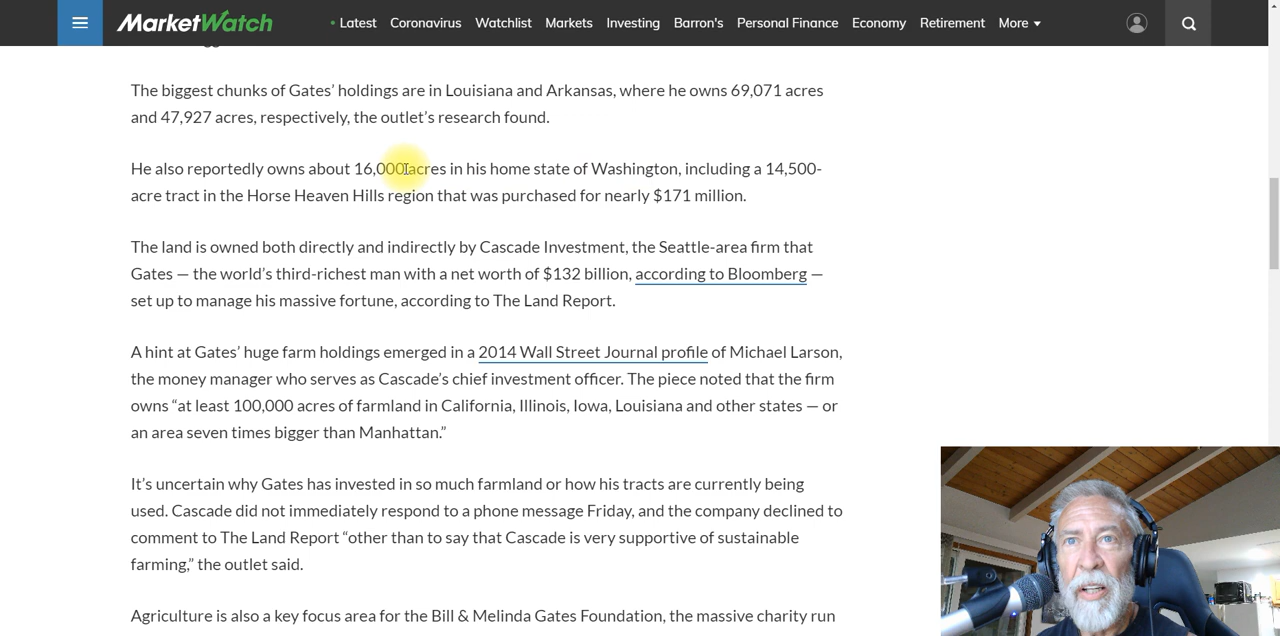 MarketWatch
• Latest Coronavirus Watchlist Markets Investing Barron's Personal Finance Economy Retirement More
The biggest chunks of Gates’ holdings are in Louisiana and Arkansas, where he owns 69,071 acres
and 47,927 acres, respectively, the outlet’s research found.
He also reportedly owns about 16,000 acres in his home state of Washington, including a 14,500-
acre tract in the Horse Heaven Hills region that was purchased for nearly $171 million.
The land is owned both directly and indirectly by Cascade Investment, the Seattle-area firm that
Gates — the world’s third-richest man with a net worth of $132 billion, according to Bloomberg —
set up to manage his massive fortune, according to The Land Report.
A hint at Gates’ huge farm holdings emerged in a 2014 Wall Street Journal profile of Michael Larson,
the money manager who serves as Cascade’s chief investment officer. The piece noted that the firm
owns “at least 100,000 acres of farmland in California, Illinois, Iowa, Louisiana and other states — or
an area seven times bigger than Manhattan.”
It’s uncertain why Gates has invested in so much farmland or how his tracts are currently being
used. Cascade did not immediately respond to a phone message Friday, and the company declined to
comment to The Land Report “other than to say that Cascade is very supportive of sustainable
farming,” the outlet said.
Agriculture is also a key focus area for the Bill & Melinda Gates Foundation, the massive charity run